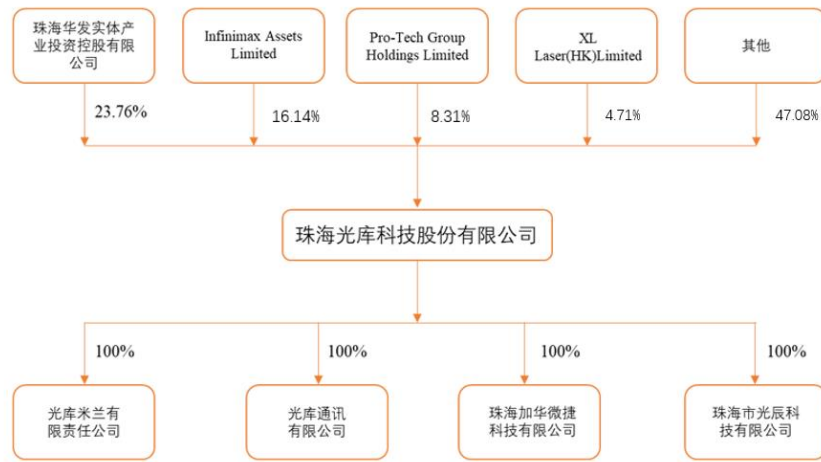 珠海华发实体产
业投资控股有限
公司
Infinimax Assets
Limited
Pro-Tech Group
Holdings Limited
XL
Laser(HK)Limited
其他
23.76%
16.14%
8.31%
4.71%
47.08%
珠海光库科技股份有限公司
100%
100%
100%
100%
光库米兰有
限责任公司
光库通讯
有限公司
珠海加华微捷
科技有限公司
珠海市光辰科
技有限公司